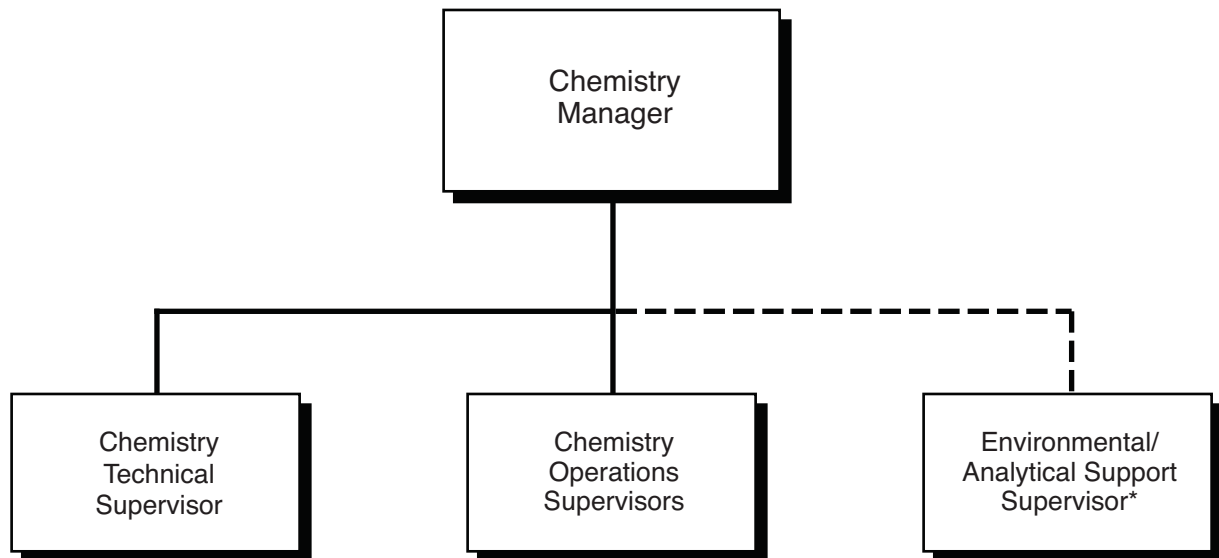 Chemistry
Manager
Chemistry
Technical
Supervisor
Chemistry
Operations
Supervisors
Environmental/
Analytical Support
Supervisor*